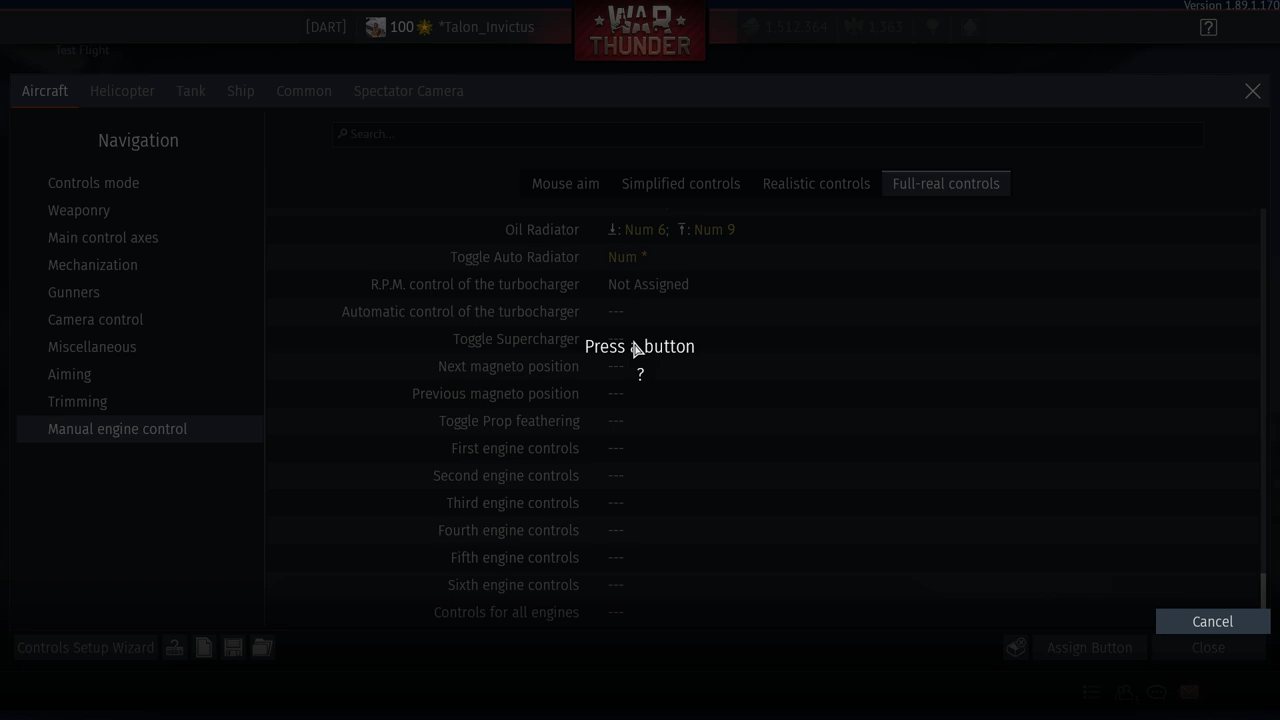 Version 1.89.1.170
[DART] 100 *Talon_Invictus
WAR
THUNDER
1,512,364 1,363
?
Test Flight
Aircraft Helicopter Tank Ship Common Spectator Camera
Navigation
Search...
Controls mode
Weaponry
Main control axes
Mechanization
Gunners
Camera control
Miscellaneous
Aiming
Trimming
Manual engine control
Mouse aim Simplified controls Realistic controls Full-real controls
Oil Radiator : Num 6; : Num 9
Toggle Auto Radiator Num *
R.P.M. control of the turbocharger Not Assigned
Automatic control of the turbocharger ---
Toggle Supercharger ---
Press a button
?
Next magneto position ---
Previous magneto position ---
Toggle Prop feathering ---
First engine controls ---
Second engine controls ---
Third engine controls ---
Fourth engine controls ---
Fifth engine controls ---
Sixth engine controls ---
Controls for all engines ---
Cancel
Controls Setup Wizard Assign Button Close